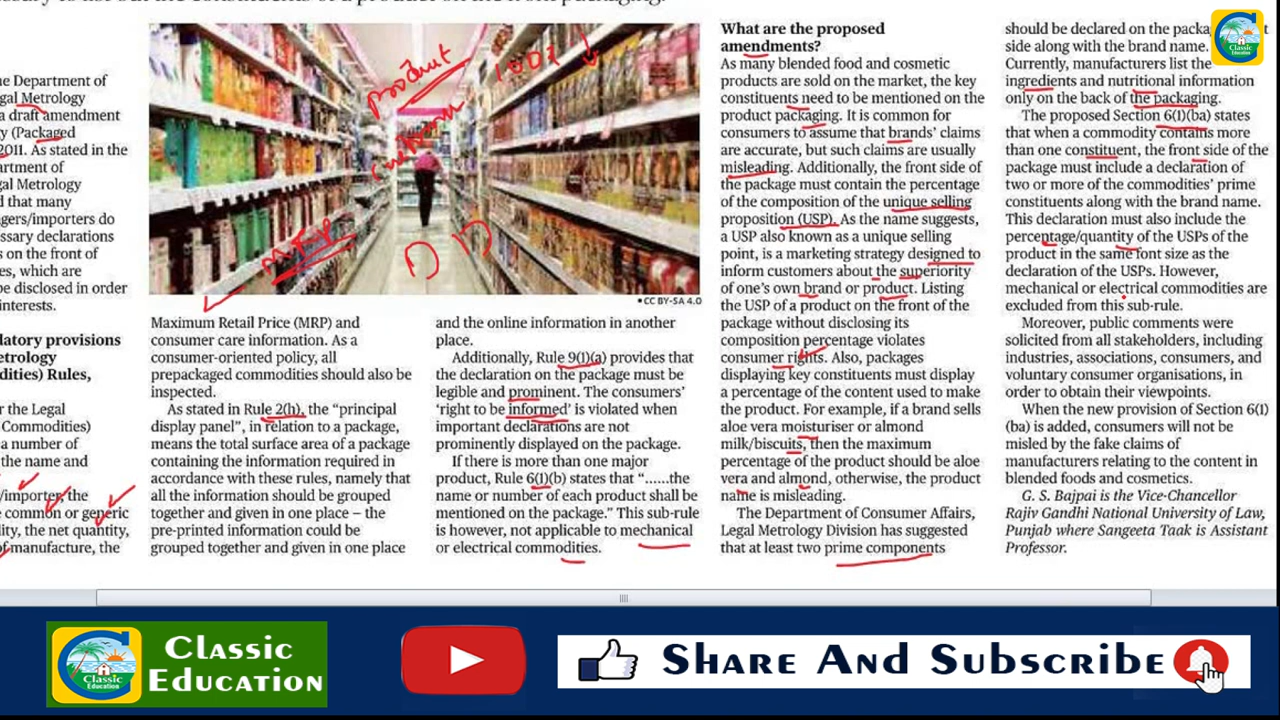 he Department of
gal Metrology
a draft amendment
y (Packaged
2011. As stated in the
artment of
gal Metrology
d that many
agers/importers do
essary declarations
s on the front of
es, which are
be disclosed in order
interests.
latory provisions
etrology
dities) Rules,
r the Legal
Commodities)
a number of
the name and
/importer, the
e common or generic
lity, the net quantity,
of manufacture, the
product
100%
custom
MRP
CC BY-SA 4.0
Maximum Retail Price (MRP) and
consumer care information. As a
consumer-oriented policy, all
prepackaged commodities should also be
inspected.
As stated in Rule 2(h), the “principal
display panel”, in relation to a package,
means the total surface area of a package
containing the information required in
accordance with these rules, namely that
all the information should be grouped
together and given in one place – the
pre-printed information could be
grouped together and given in one place
and the online information in another
place.
Additionally, Rule 9(1)(a) provides that
the declaration on the package must be
legible and prominent. The consumers’
‘right to be informed’ is violated when
important declarations are not
prominently displayed on the package.
If there is more than one major
product, Rule 6(1)(b) states that “......the
name or number of each product shall be
mentioned on the package.” This sub-rule
is however, not applicable to mechanical
or electrical commodities.
What are the proposed
amendments?
As many blended food and cosmetic
products are sold on the market, the key
constituents need to be mentioned on the
product packaging. It is common for
consumers to assume that brands’ claims
are accurate, but such claims are usually
misleading. Additionally, the front side of
the package must contain the percentage
of the composition of the unique selling
proposition (USP). As the name suggests,
a USP also known as a unique selling
point, is a marketing strategy designed to
inform customers about the superiority
of one’s own brand or product. Listing
the USP of a product on the front of the
package without disclosing its
composition percentage violates
consumer rights. Also, packages
displaying key constituents must display
a percentage of the content used to make
the product. For example, if a brand sells
aloe vera moisturiser or almond
milk/biscuits, then the maximum
percentage of the product should be aloe
vera and almond, otherwise, the product
name is misleading.
The Department of Consumer Affairs,
Legal Metrology Division has suggested
that at least two prime components
should be declared on the packa
side along with the brand name.
Currently, manufacturers list the
ingredients and nutritional information
only on the back of the packaging.
The proposed Section 6(1)(ba) states
that when a commodity contains more
than one constituent, the front side of the
package must include a declaration of
two or more of the commodities’ prime
constituents along with the brand name.
This declaration must also include the
percentage/quantity of the USPs of the
product in the same font size as the
declaration of the USPs. However,
mechanical or electrical commodities are
excluded from this sub-rule.
Moreover, public comments were
solicited from all stakeholders, including
industries, associations, consumers, and
voluntary consumer organisations, in
order to obtain their viewpoints.
When the new provision of Section 6(1)
(ba) is added, consumers will not be
misled by the fake claims of
manufacturers relating to the content in
blended foods and cosmetics.
G. S. Bajpai is the Vice-Chancellor
Rajiv Gandhi National University of Law,
Punjab where Sangeeta Taak is Assistant
Professor.
Classic
Education
Classic
Education
Classic
Education
Share And Subscribe